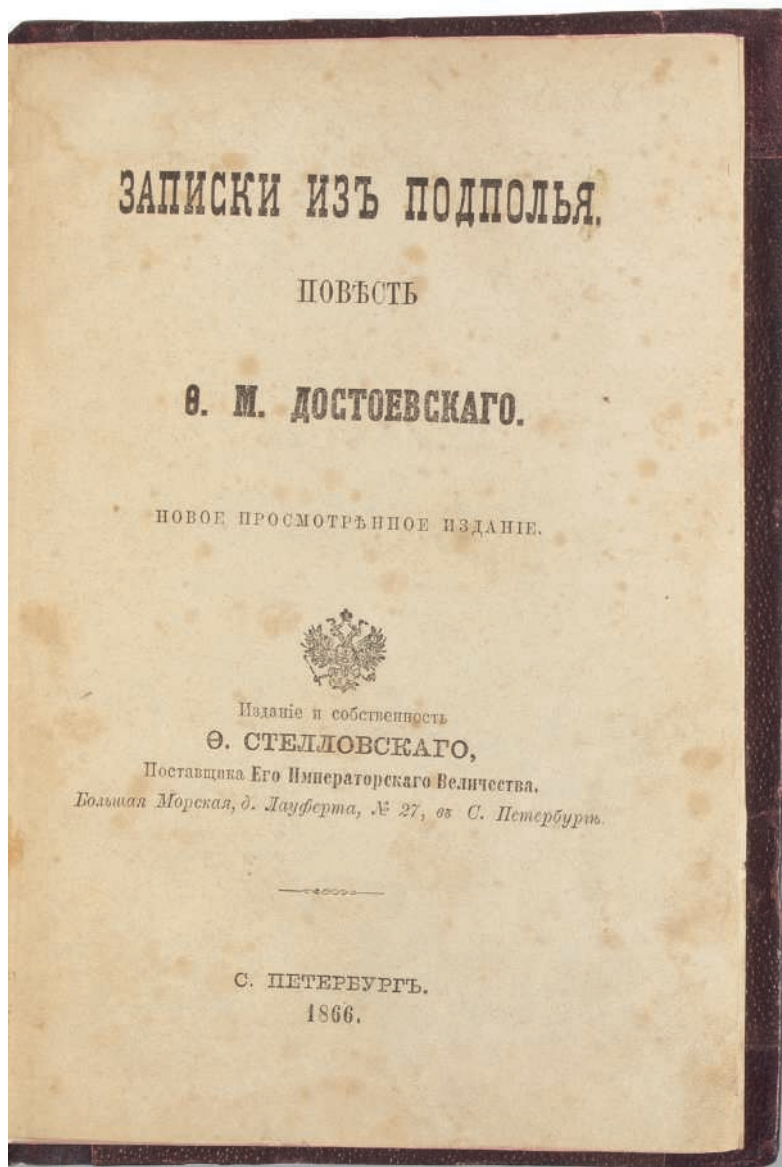 ЗАПИСКИ ИЗЪ ПОДПОЛЬЯ.
ПОВѢСТЬ
Ѳ. М. ДОСТОЕВСКАГО.
НОВОЕ ПРОСМОТРѢННОЕ ИЗДАНІЕ.
Изданіе и собственность
Ѳ. СТЕЛЛОВСКАГО,
Поставщика Его Императорскаго Величества.
Большая Морская, д. Лауферта, № 27, въ С. Петербургѣ.
С. ПЕТЕРБУРГЪ.
1866.